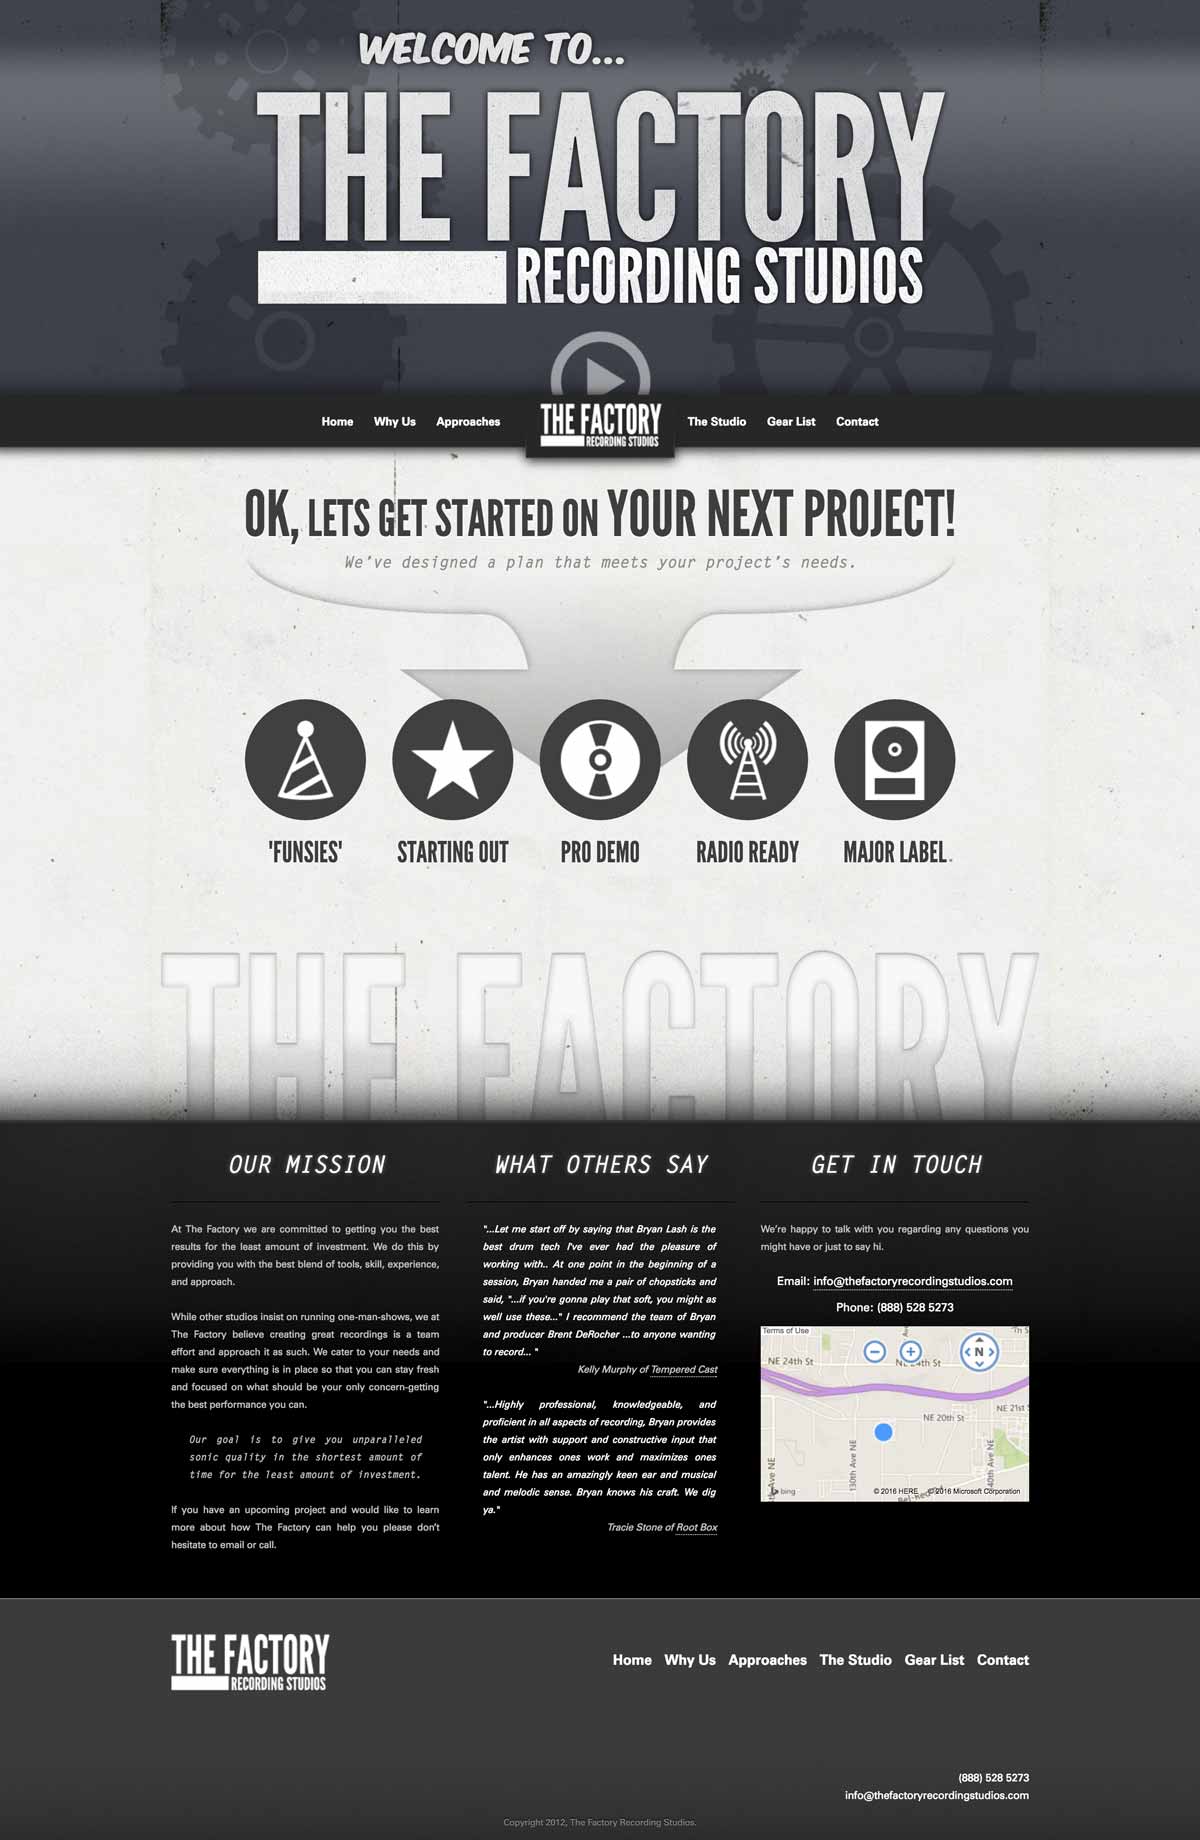 WELCOME TO...
THE FACTORY
RECORDING STUDIOS
Home Why Us Approaches
THE FACTORY
RECORDING STUDIOS
The Studio Gear List Contact
OK, LETS GET STARTED ON YOUR NEXT PROJECT!
We've designed a plan that meets your project's needs.
'FUNSIES' STARTING OUT PRO DEMO RADIO READY MAJOR LABEL.
THE FACTORY
OUR MISSION
At The Factory we are committed to getting you the best
results for the least amount of investment. We do this by
providing you with the best blend of tools, skill, experience,
and approach.
While other studios insist on running one-man-shows, we at
The Factory believe creating great recordings is a team
effort and approach it as such. We cater to your needs and
make sure everything is in place so that you can stay fresh
and focused on what should be your only concern-getting
the best performance you can.
Our goal is to give you unparalleled
sonic quality in the shortest amount of
time for the least amount of investment.
If you have an upcoming project and would like to learn
more about how The Factory can help you please don't
hesitate to email or call.
WHAT OTHERS SAY
"...Let me start off by saying that Bryan Lash is the
best drum tech I've ever had the pleasure of
working with.. At one point in the beginning of a
session, Bryan handed me a pair of chopsticks and
said, "...if you're gonna play that soft, you might as
well use these..." I recommend the team of Bryan
and producer Brent DeRocher ...to anyone wanting
to record... "
Kelly Murphy of Tempered Cast
"...Highly professional, knowledgeable, and
proficient in all aspects of recording, Bryan provides
the artist with support and constructive input that
only enhances ones work and maximizes ones
talent. He has an amazingly keen ear and musical
and melodic sense. Bryan knows his craft. We dig
ya."
Tracie Stone of Root Box
GET IN TOUCH
We're happy to talk with you regarding any questions you
might have or just to say hi.
Email: info@thefactoryrecordingstudios.com
Phone: (888) 528 5273
Terms of Use
NE 24th St
NE 24th St
N
NE 21st S
NE 20th St
130th Ave NE
40th Ave NE
Ave NE
bing
© 2016 HERE © 2016 Microsoft Corporation
THE FACTORY
RECORDING STUDIOS
Home Why Us Approaches The Studio Gear List Contact
(888) 528 5273
info@thefactoryrecordingstudios.com
Copyright 2012, The Factory Recording Studios.